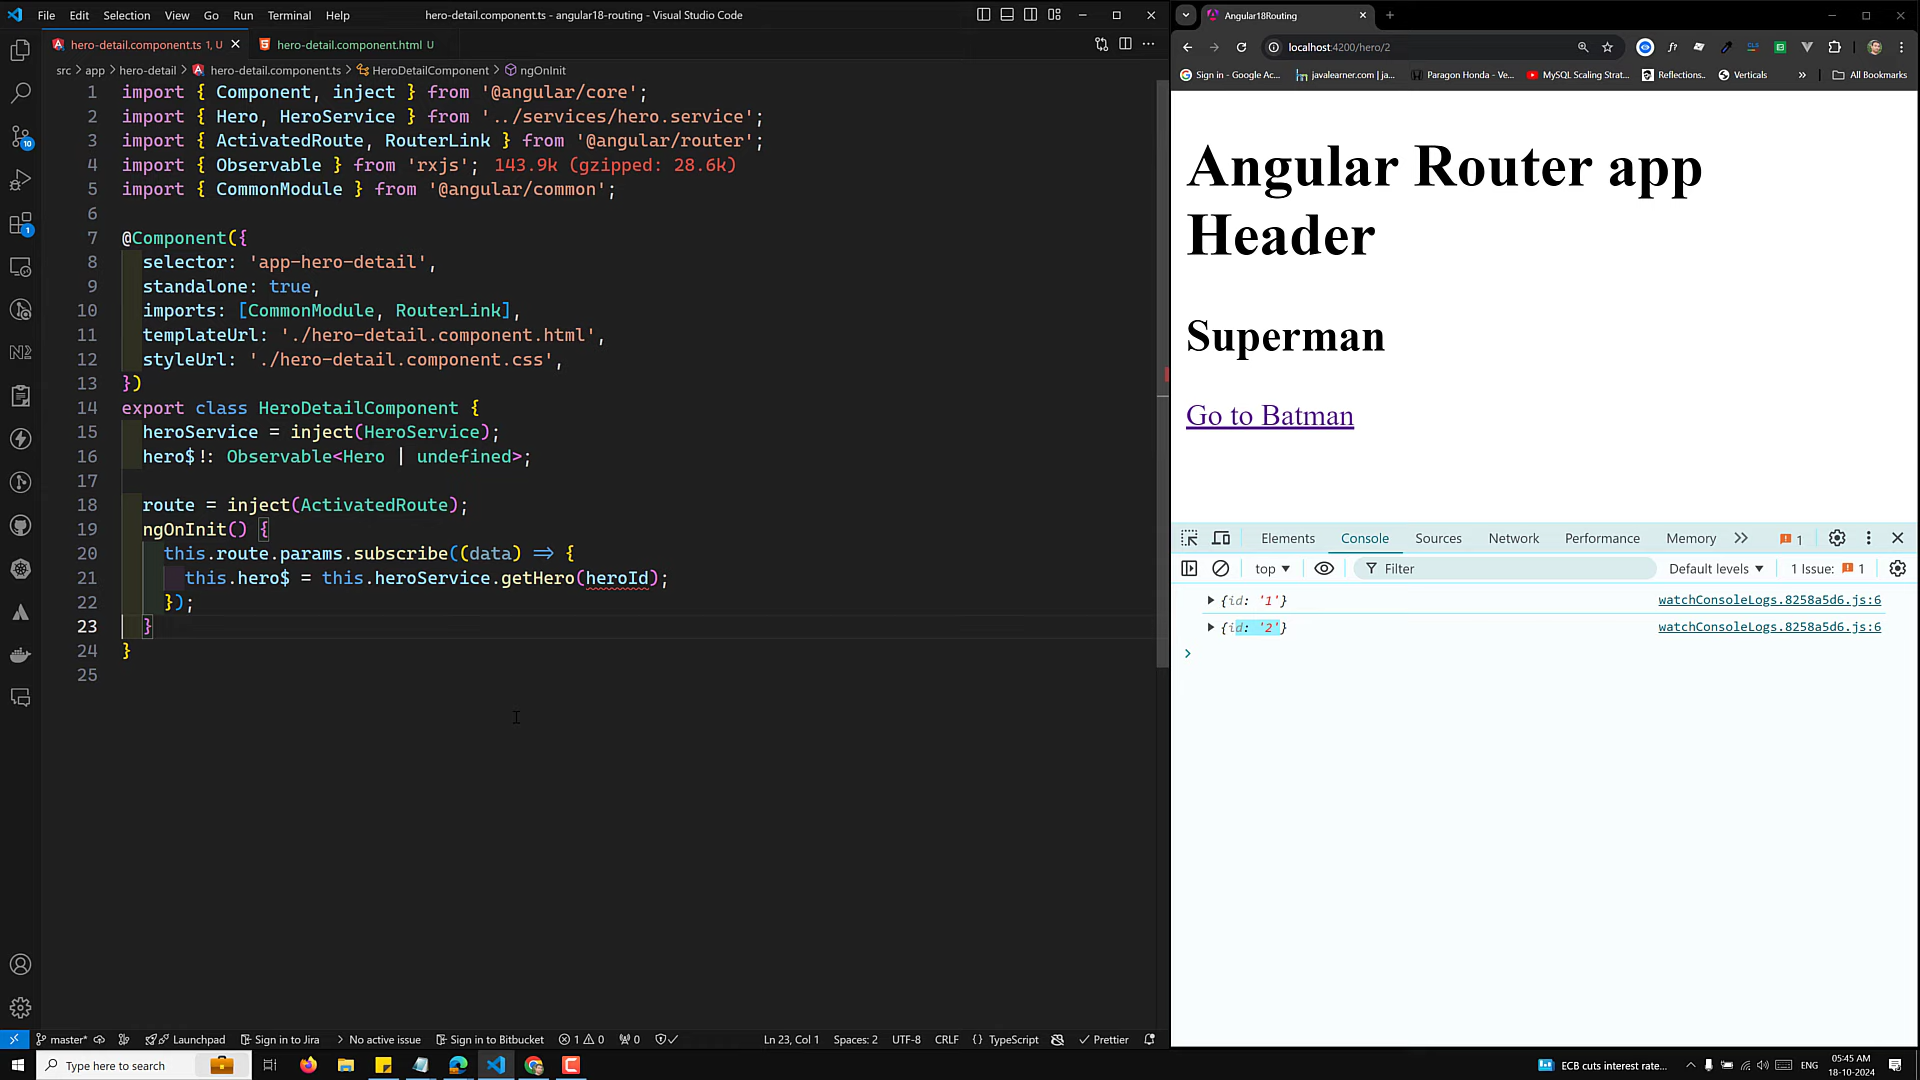 File Edit Selection View Go Run Terminal Help
hero-detail.component.ts - angular18-routing - Visual Studio Code
hero-detail.component.ts 1, U
hero-detail.component.html U
src > app > hero-detail > hero-detail.component.ts > HeroDetailComponent > ngOnInit
1 import { Component, inject } from '@angular/core';
2 import { Hero, HeroService } from '../services/hero.service';
3 import { ActivatedRoute, RouterLink } from '@angular/router';
4 import { Observable } from 'rxjs'; 143.9k (gzipped: 28.6k)
5 import { CommonModule } from '@angular/common';
6
7 @Component({
8 selector: 'app-hero-detail',
9 standalone: true,
10 imports: [CommonModule, RouterLink],
11 templateUrl: './hero-detail.component.html',
12 styleUrl: './hero-detail.component.css',
13 })
14 export class HeroDetailComponent {
15 heroService = inject(HeroService);
16 hero$!: Observable<Hero | undefined>;
17
18 route = inject(ActivatedRoute);
19 ngOnInit() {
20 this.route.params.subscribe((data) => {
21 this.hero$ = this.heroService.getHero(heroId);
22 });
23 }
24 }
25
10
1
master* Launchpad Sign in to Jira No active issue Sign in to Bitbucket 1 0 0 Ln 23, Col 1 Spaces: 2 UTF-8 CRLF {} TypeScript Prettier
Angular18Routing
localhost:4200/hero/2
Sign in - Google Ac... javalearner.com | ja... Paragon Honda - Ve... MySQL Scaling Strat... Reflections.. Verticals » All Bookmarks
Angular Router app
Header
Superman
Go to Batman
Elements Console Sources Network Performance Memory » 1
top Filter Default levels 1 Issue: 1
{id: '1'} watchConsoleLogs.8258a5d6.js:6
{id: '2'} watchConsoleLogs.8258a5d6.js:6
>
Type here to search
ECB cuts interest rate... ENG
05:45 AM
18-10-2024